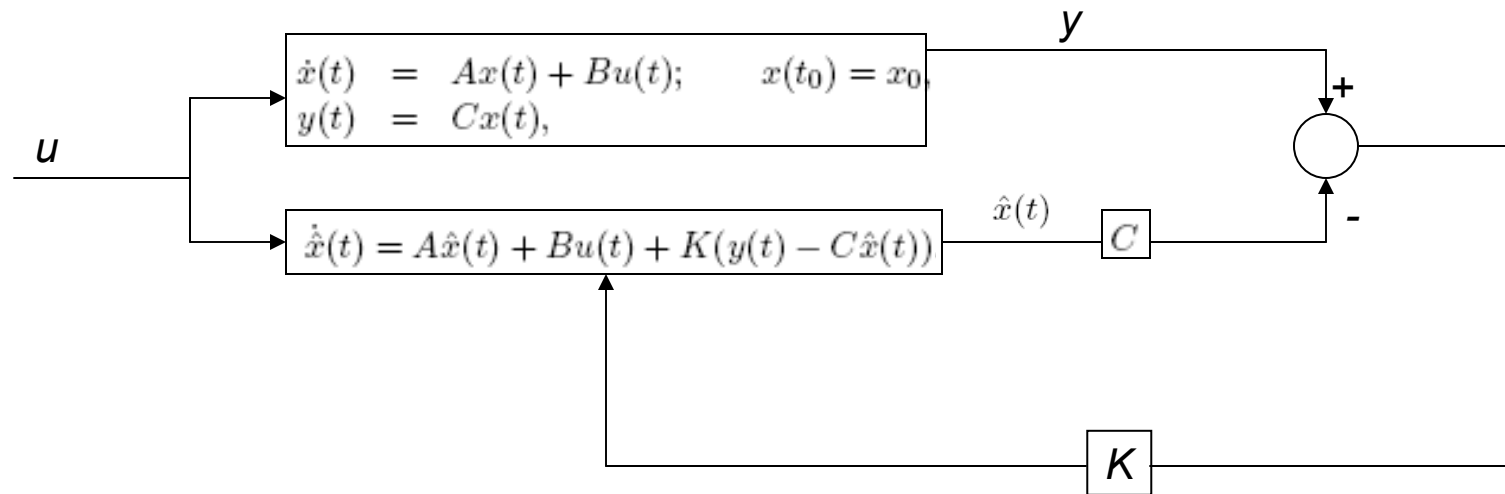 y
ẋ(t) = Ax(t) + Bu(t); x(t₀) = x₀,
y(t) = Cx(t),
+
u
x̂(t)
-
x̂̇(t) = Ax̂(t) + Bu(t) + K(y(t) − Cx̂(t))
C
K